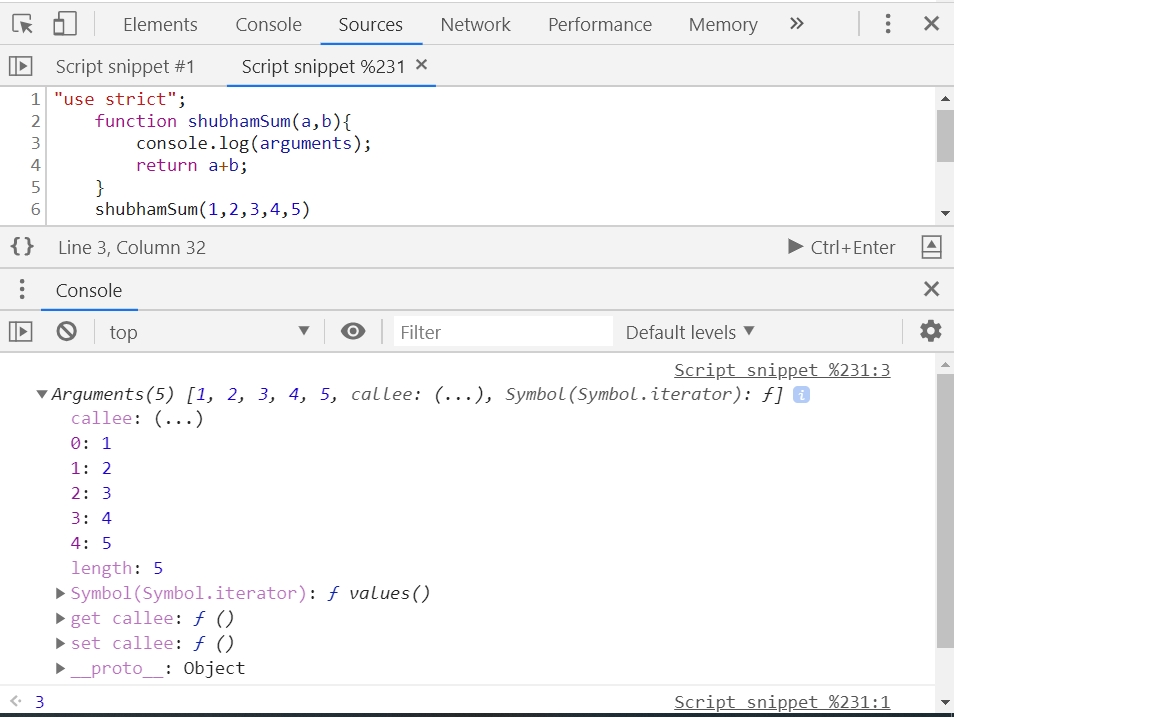 Elements Console Sources Network Performance Memory »
Script snippet #1 Script snippet %231 ×
1 "use strict";
2 function shubhamSum(a,b){
3 console.log(arguments);
4 return a+b;
5 }
6 shubhamSum(1,2,3,4,5)
{} Line 3, Column 32 ▶ Ctrl+Enter
Console
top ▼ Filter Default levels ▼
Script snippet %231:3
▼Arguments(5) [1, 2, 3, 4, 5, callee: (...), Symbol(Symbol.iterator): ƒ] i
callee: (...)
0: 1
1: 2
2: 3
3: 4
4: 5
length: 5
▶Symbol(Symbol.iterator): ƒ values()
▶get callee: ƒ ()
▶set callee: ƒ ()
▶__proto__: Object
3 Script snippet %231:1